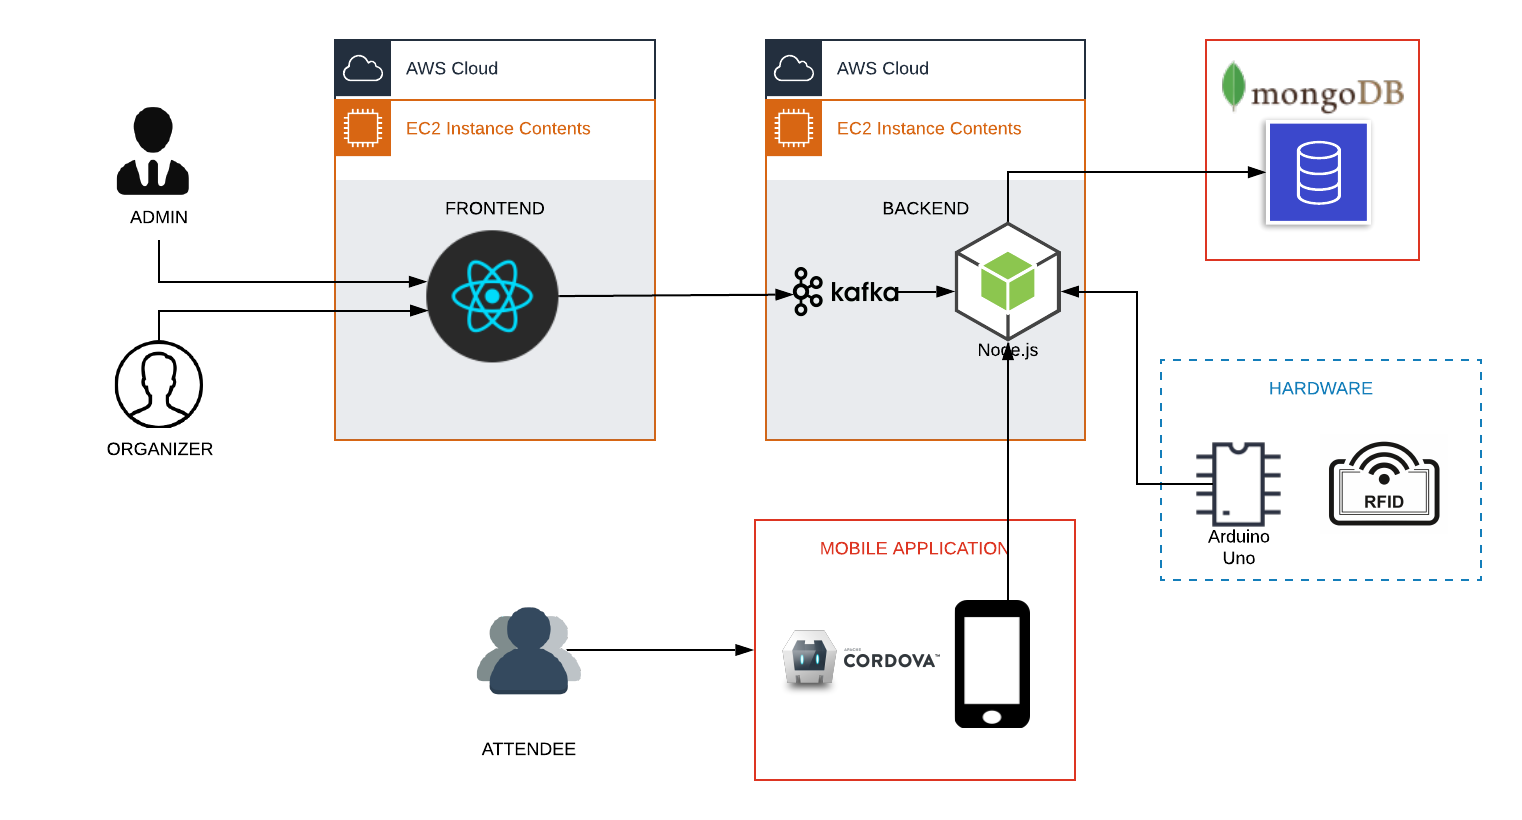 AWS Cloud
EC2 Instance Contents
FRONTEND
ADMIN
ORGANIZER
AWS Cloud
EC2 Instance Contents
BACKEND
kafka
Node.js
mongoDB
HARDWARE
Arduino
Uno
RFID
MOBILE APPLICATION
APACHE
CORDOVA™
ATTENDEE